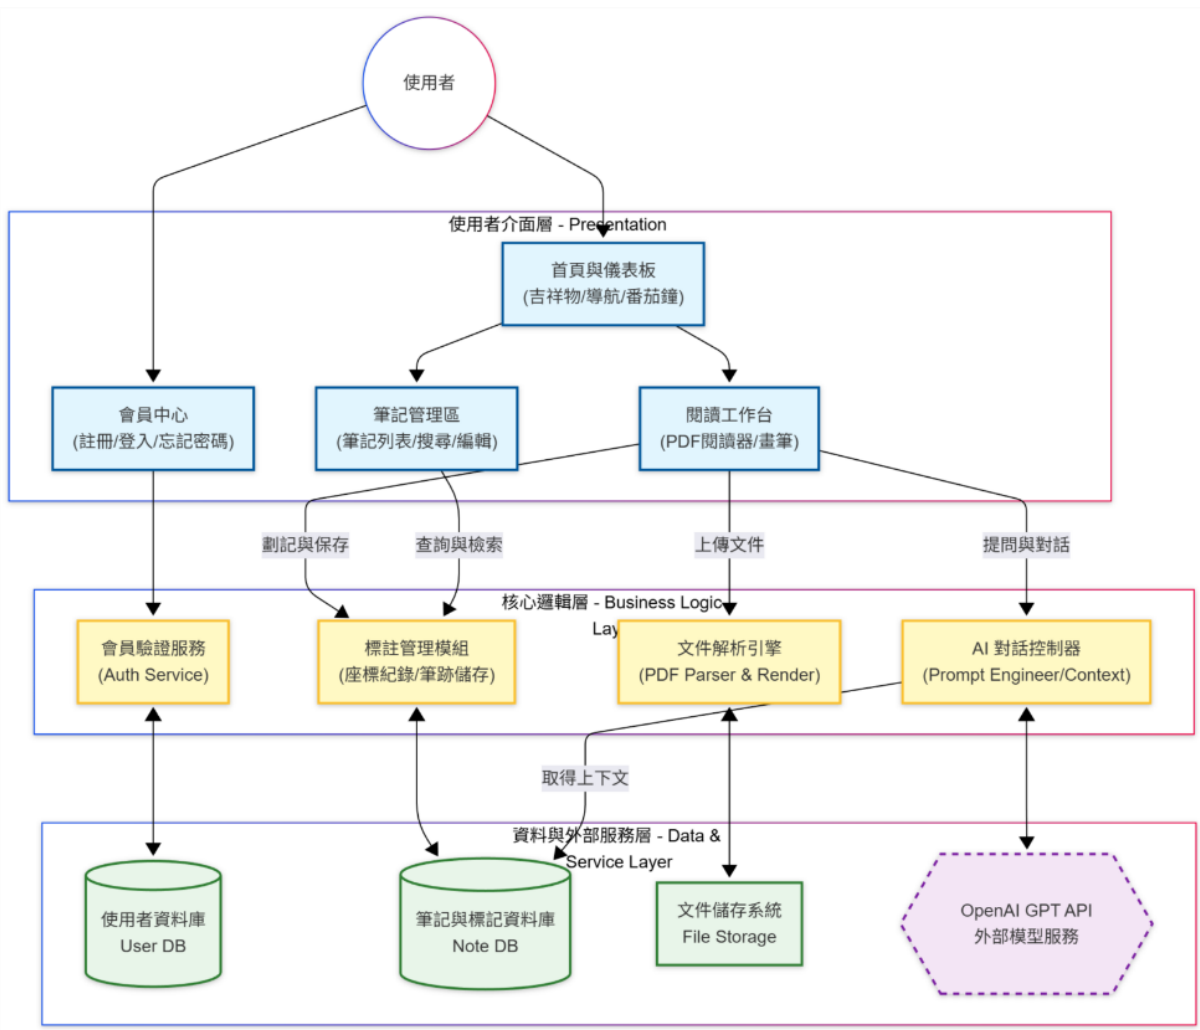 使用者
使用者介面層 - Presentation
首頁與儀表板
(吉祥物/導航/番茄鐘)
會員中心
(註冊/登入/忘記密碼)
筆記管理區
(筆記列表/搜尋/編輯)
閱讀工作台
(PDF閱讀器/畫筆)
劃記與保存
查詢與檢索
上傳文件
提問與對話
核心邏輯層 - Business Logic
Lay
會員驗證服務
(Auth Service)
標註管理模組
(座標紀錄/筆跡儲存)
文件解析引擎
(PDF Parser & Render)
AI 對話控制器
(Prompt Engineer/Context)
取得上下文
資料與外部服務層 - Data &
Service Layer
使用者資料庫
User DB
筆記與標記資料庫
Note DB
文件儲存系統
File Storage
OpenAI GPT API
外部模型服務